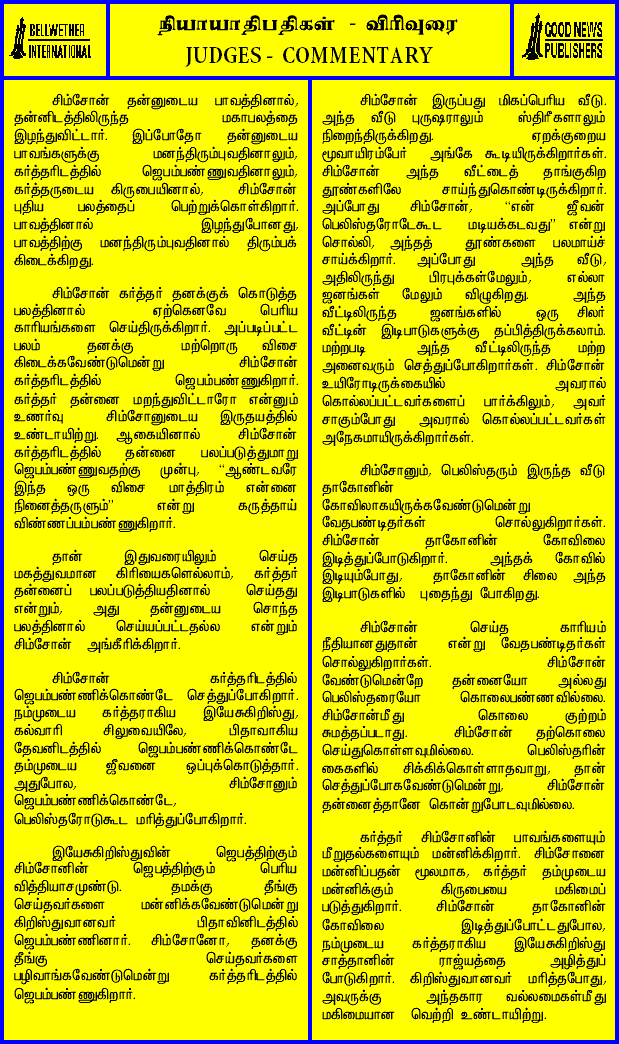 BELLWETHER
INTERNATIONAL
நியாயாதிபதிகள் - விரிவுரை
JUDGES - COMMENTARY
GOOD NEWS
PUBLISHERS
சிம்சோன் தன்னுடைய பாவத்தினால்,
தன்னிடத்திலிருந்த மகாபலத்தை
இழந்துவிட்டார். இப்போதோ தன்னுடைய
பாவங்களுக்கு மனந்திரும்புவதினாலும்,
கர்த்தரிடத்தில் ஜெபம்பண்ணுவதினாலும்,
கர்த்தருடைய கிருபையினால், சிம்சோன்
புதிய பலத்தைப் பெற்றுக்கொள்கிறார்.
பாவத்தினால் இழந்துபோனது,
பாவத்திற்கு மனந்திரும்புவதினால் திரும்பக்
கிடைக்கிறது.
சிம்சோன் கர்த்தர் தனக்குக் கொடுத்த
பலத்தினால் ஏற்கெனவே பெரிய
காரியங்களை செய்திருக்கிறார். அப்படிப்பட்ட
பலம் தனக்கு மற்றொரு விசை
கிடைக்கவேண்டுமென்று சிம்சோன்
கர்த்தரிடத்தில் ஜெபம்பண்ணுகிறார்.
கர்த்தர் தன்னை மறந்துவிட்டாரோ என்னும்
உணர்வு சிம்சோனுடைய இருதயத்தில்
உண்டாயிற்று. ஆகையினால் சிம்சோன்
கர்த்தரிடத்தில் தன்னை பலப்படுத்துமாறு
ஜெபம்பண்ணுவதற்கு முன்பு, “ஆண்டவரே
இந்த ஒரு விசை மாத்திரம் என்னை
நினைத்தருளும்” என்று கருத்தாய்
விண்ணப்பம்பண்ணுகிறார்.
தான் இதுவரையிலும் செய்த
மகத்துவமான கிரியைகளெல்லாம், கர்த்தர்
தன்னைப் பலப்படுத்தியதினால் செய்தது
என்றும், அது தன்னுடைய சொந்த
பலத்தினால் செய்யப்பட்டதல்ல என்றும்
சிம்சோன் அங்கீரிக்கிறார்.
சிம்சோன் கர்த்தரிடத்தில்
ஜெபம்பண்ணிக்கொண்டே செத்துப்போகிறார்.
நம்முடைய கர்த்தராகிய இயேசுகிறிஸ்து,
கல்வாரி சிலுவையிலே, பிதாவாகிய
தேவனிடத்தில் ஜெபம்பண்ணிக்கொண்டே
தம்முடைய ஜீவனை ஒப்புக்கொடுத்தார்.
அதுபோல, சிம்சோனும்
ஜெபம்பண்ணிக்கொண்டே,
பெலிஸ்தரோடுகூட மரித்துப்போகிறார்.
இயேசுகிறிஸ்துவின் ஜெபத்திற்கும்
சிம்சோனின் ஜெபத்திற்கும் பெரிய
வித்தியாசமுண்டு. தமக்கு தீங்கு
செய்தவர்களை மன்னிக்கவேண்டுமென்று
கிறிஸ்துவானவர் பிதாவினிடத்தில்
ஜெபம்பண்ணினார். சிம்சோனோ, தனக்கு
தீங்கு செய்தவர்களை
பழிவாங்கவேண்டுமென்று கர்த்தரிடத்தில்
ஜெபம்பண்ணுகிறார்.
சிம்சோன் இருப்பது மிகப்பெரிய வீடு.
அந்த வீடு புருஷராலும் ஸ்திரீகளாலும்
நிறைந்திருக்கிறது. ஏறக்குறைய
மூவாயிரம்பேர் அங்கே கூடியிருக்கிறார்கள்.
சிம்சோன் அந்த வீட்டைத் தாங்குகிற
தூண்களிலே சாய்ந்துகொண்டிருக்கிறார்.
அப்போது சிம்சோன், “என் ஜீவன்
பெலிஸ்தரோடேகூட மடியக்கடவது” என்று
சொல்லி, அந்தத் தூண்களை பலமாய்ச்
சாய்க்கிறார். அப்போது அந்த வீடு,
அதிலிருந்து பிரபுக்கள்மேலும், எல்லா
ஜனங்கள் மேலும் விழுகிறது. அந்த
வீட்டிலிருந்த ஜனங்களில் ஒரு சிலர்
வீட்டின் இடிபாடுகளுக்கு தப்பித்திருக்கலாம்.
மற்றபடி அந்த வீட்டிலிருந்த மற்ற
அனைவரும் செத்துப்போகிறார்கள். சிம்சோன்
உயிரோடிருக்கையில் அவரால்
கொல்லப்பட்டவர்களைப் பார்க்கிலும், அவர்
சாகும்போது அவரால் கொல்லப்பட்டவர்கள்
அநேகமாயிருக்கிறார்கள்.
சிம்சோனும், பெலிஸ்தரும் இருந்த வீடு
தாகோனின்
கோவிலாகயிருக்கவேண்டுமென்று
வேதபண்டிதர்கள் சொல்லுகிறார்கள்.
சிம்சோன் தாகோனின் கோவிலை
இடித்துப்போடுகிறார். அந்தக் கோவில்
இடியும்போது, தாகோனின் சிலை அந்த
இடிபாடுகளில் புதைந்து போகிறது.
சிம்சோன் செய்த காரியம்
நீதியானதுதான் என்று வேதபண்டிதர்கள்
சொல்லுகிறார்கள். சிம்சோன்
வேண்டுமென்றே தன்னையோ அல்லது
பெலிஸ்தரையோ கொலைபண்ணவில்லை.
சிம்சோன்மீது கொலை குற்றம்
சுமத்தப்படாது. சிம்சோன் தற்கொலை
செய்துகொள்ளவுமில்லை. பெலிஸ்தரின்
கைகளில் சிக்கிக்கொள்ளாதவாறு, தான்
செத்துப்போகவேண்டுமென்று, சிம்சோன்
தன்னைத்தானே கொன்றுபோடவுமில்லை.
கர்த்தர் சிம்சோனின் பாவங்களையும்
மீறுதல்களையும் மன்னிக்கிறார். சிம்சோனை
மன்னிப்பதன் மூலமாக, கர்த்தர் தம்முடைய
மன்னிக்கும் கிருபையை மகிமைப்
படுத்துகிறார். சிம்சோன் தாகோனின்
கோவிலை இடித்துப்போட்டதுபோல,
நம்முடைய கர்த்தராகிய இயேசுகிறிஸ்து
சாத்தானின் ராஜ்யத்தை அழித்துப்
போடுகிறார். கிறிஸ்துவானவர் மரித்தபோது,
அவருக்கு அந்தகார வல்லமைகள்மீது
மகிமையான வெற்றி உண்டாயிற்று.